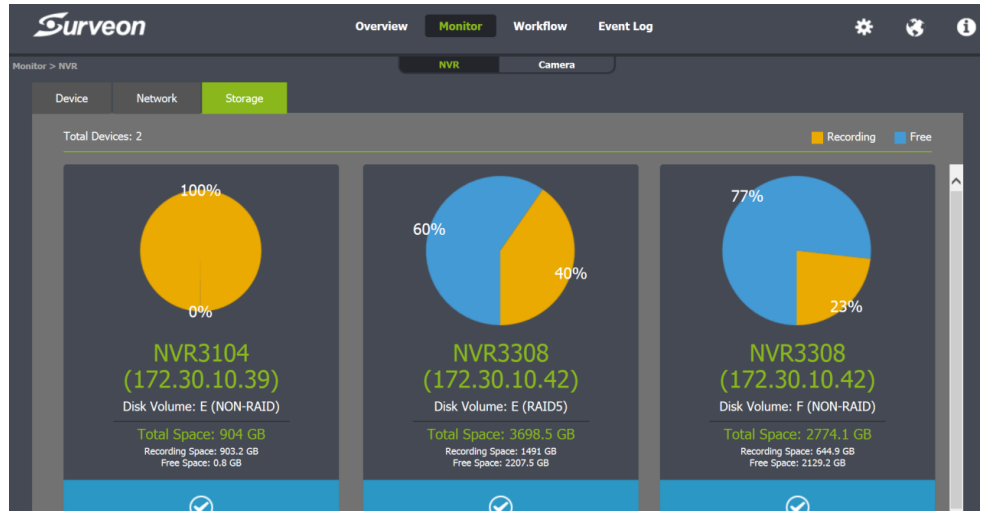 Surveon
Overview Monitor Workflow Event Log
Monitor > NVR
NVR Camera
Device Network Storage
Total Devices: 2
Recording Free
100%
0%
NVR3104
(172.30.10.39)
Disk Volume: E (NON-RAID)
Total Space: 904 GB
Recording Space: 903.2 GB
Free Space: 0.8 GB
60%
40%
NVR3308
(172.30.10.42)
Disk Volume: E (RAID5)
Total Space: 3698.5 GB
Recording Space: 1491 GB
Free Space: 2207.5 GB
77%
23%
NVR3308
(172.30.10.42)
Disk Volume: F (NON-RAID)
Total Space: 2774.1 GB
Recording Space: 644.9 GB
Free Space: 2129.2 GB